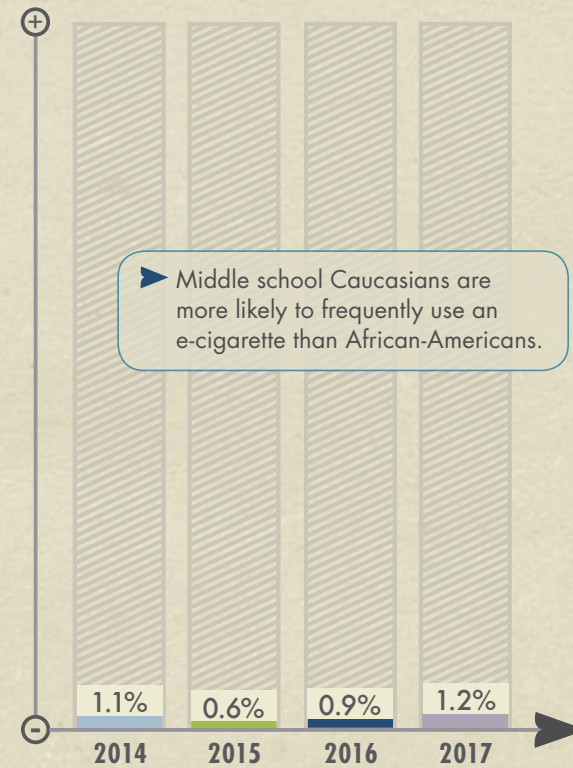 +
Middle school Caucasians are
more likely to frequently use an
e-cigarette than African-Americans.
1.1% 0.6% 0.9% 1.2%
-
2014 2015 2016 2017